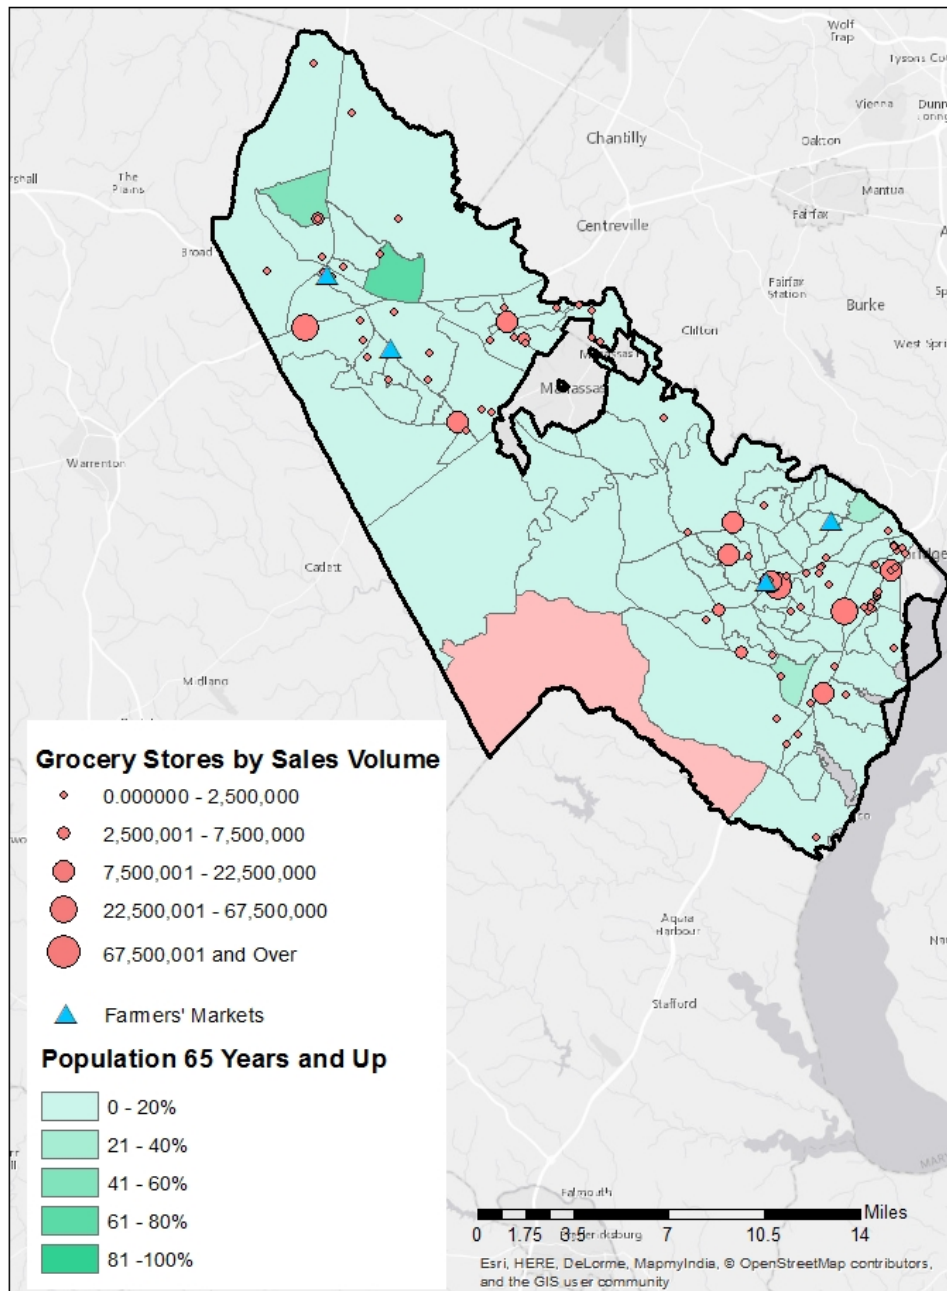 Wolf
Trap
Tysons Co
Vienna
Dunn
Loring
Chantilly
Oakton
The
Plains
Mantua
Fairfax
Centreville
Broad
Fairfax
Station
Burke
Clifton
West Spri
Manassas
Warrenton
Catlett
Midland
Grocery Stores by Sales Volume
0.000000 - 2,500,000
2,500,001 - 7,500,000
7,500,001 - 22,500,000
22,500,001 - 67,500,000
67,500,001 and Over
Farmers' Markets
Population 65 Years and Up
0 - 20%
21 - 40%
41 - 60%
61 - 80%
81 -100%
Aquia
Harbour
Stafford
Falmouth
Miles
0 1.75 3.5 7 10.5 14
Esri, HERE, DeLorme, MapmyIndia, © OpenStreetMap contributors,
and the GIS user community